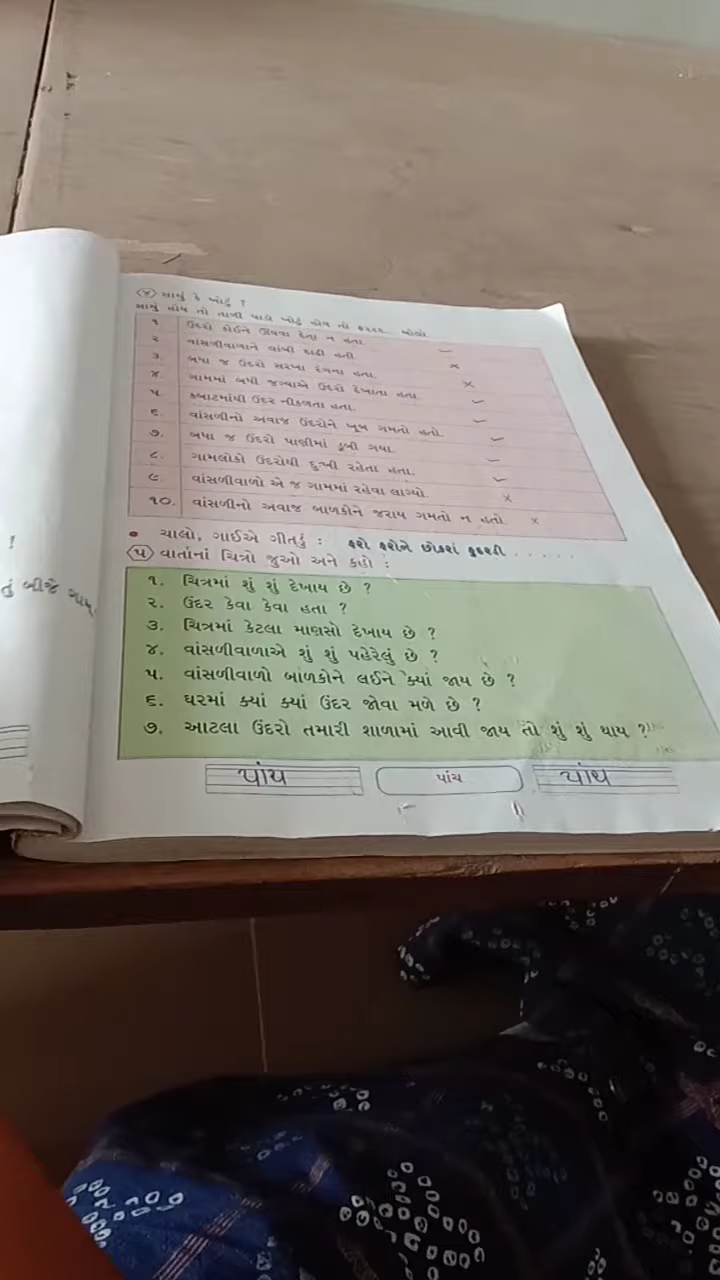 ૪ સાચું કે ખોટું ?
સાચું હોય તો તાળી પાડો ખોટું હોય તો ફરરર બોલો
૧ ઉંદરો કોઈને ઊંઘવા દેતા ન હતા. ✓
૨ વાંસળીવાળાને લાંબી દાઢી હતી ×
૩. બધા જ ઉંદરો સરખા રંગના હતા. ×
૪. ગામમાં બધી જગ્યાએ ઉંદરો દેખાતા હતા. ✓
૫ કબાટમાંથી ઉંદર નીકળતા હતા. ✓
૬. વાંસળીનો અવાજ ઉંદરોને ખૂબ ગમતો હતો. ✓
૭. બધા જ ઉંદરો પાણીમાં ડૂબી ગયા. ✓
૮. ગામલોકો ઉંદરોથી દુઃખી રહેતા હતા. ✓
૯ વાંસળીવાળો એ જ ગામમાં રહેવા લાગ્યો. ×
૧૦. વાંસળીનો અવાજ બાળકોને જરાય ગમતો ન હતો. ×
• ચાલો, ગાઈએ ગીતડું :
૫ વાર્તાનાં ચિત્રો જુઓ અને કહો :
૧. ચિત્રમાં શું શું દેખાય છે ?
૨. ઉંદર કેવા કેવા હતા ?
૩. ચિત્રમાં કેટલા માણસો દેખાય છે ?
૪. વાંસળીવાળાએ શું શું પહેરેલું છે ?
૫. વાંસળીવાળો બાળકોને લઈને ક્યાં જાય છે ?
૬. ઘરમાં ક્યાં ક્યાં ઉંદર જોવા મળે છે ?
૭. આટલા ઉંદરો તમારી શાળામાં આવી જાય તો શું શું થાય ?
પાંચ પાંચ પાંચ
!
તું બીજે ગામ